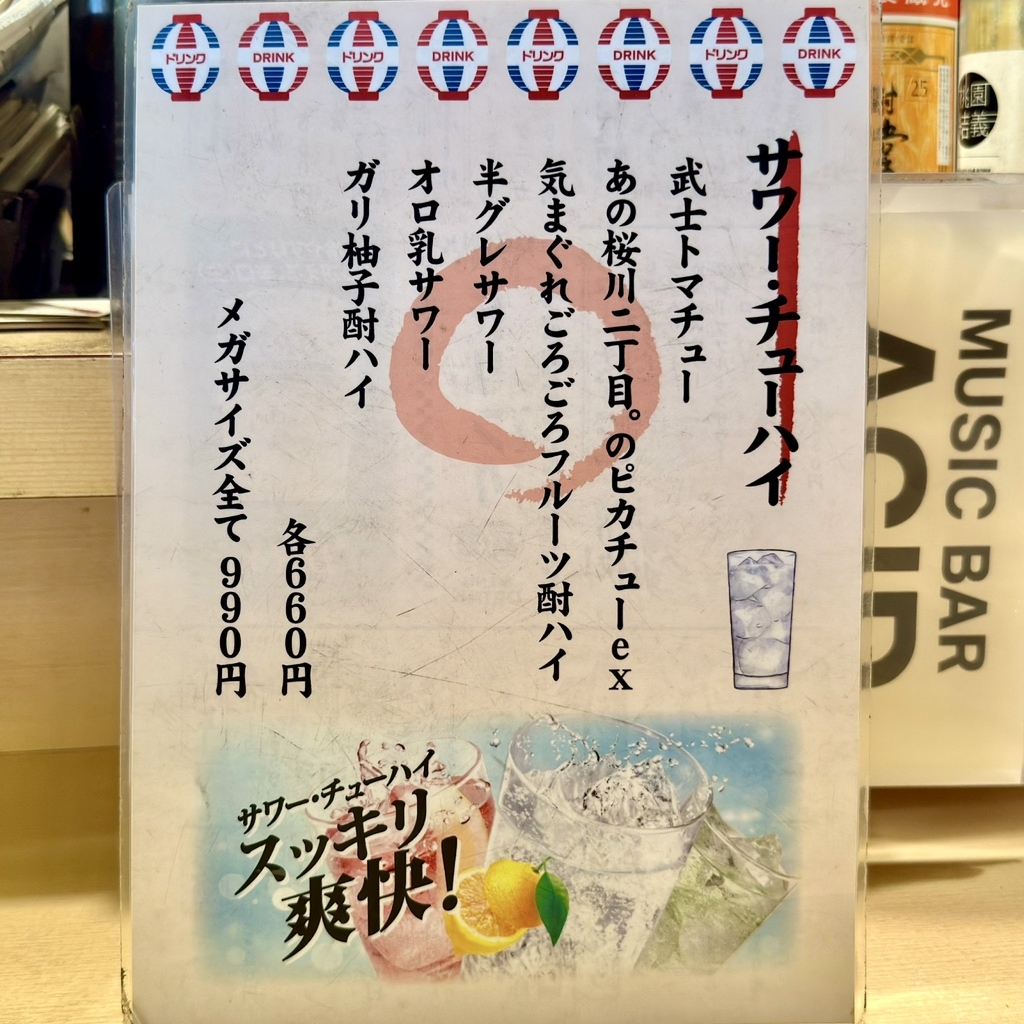 ドリンク
DRINK
ドリンク
DRINK
ドリンク
DRINK
ドリンク
DRINK
サワー・チューハイ
武士トマチュー
あの桜川二丁目。のピカチューex
気まぐれごろごろフルーツ酎ハイ
半グレサワー
オロ乳サワー
ガリ柚子酎ハイ
各660円
メガサイズ全て990円
サワー・チューハイ
スッキリ
爽快!
MUSIC BAR
ACiD
25
桃園
結義